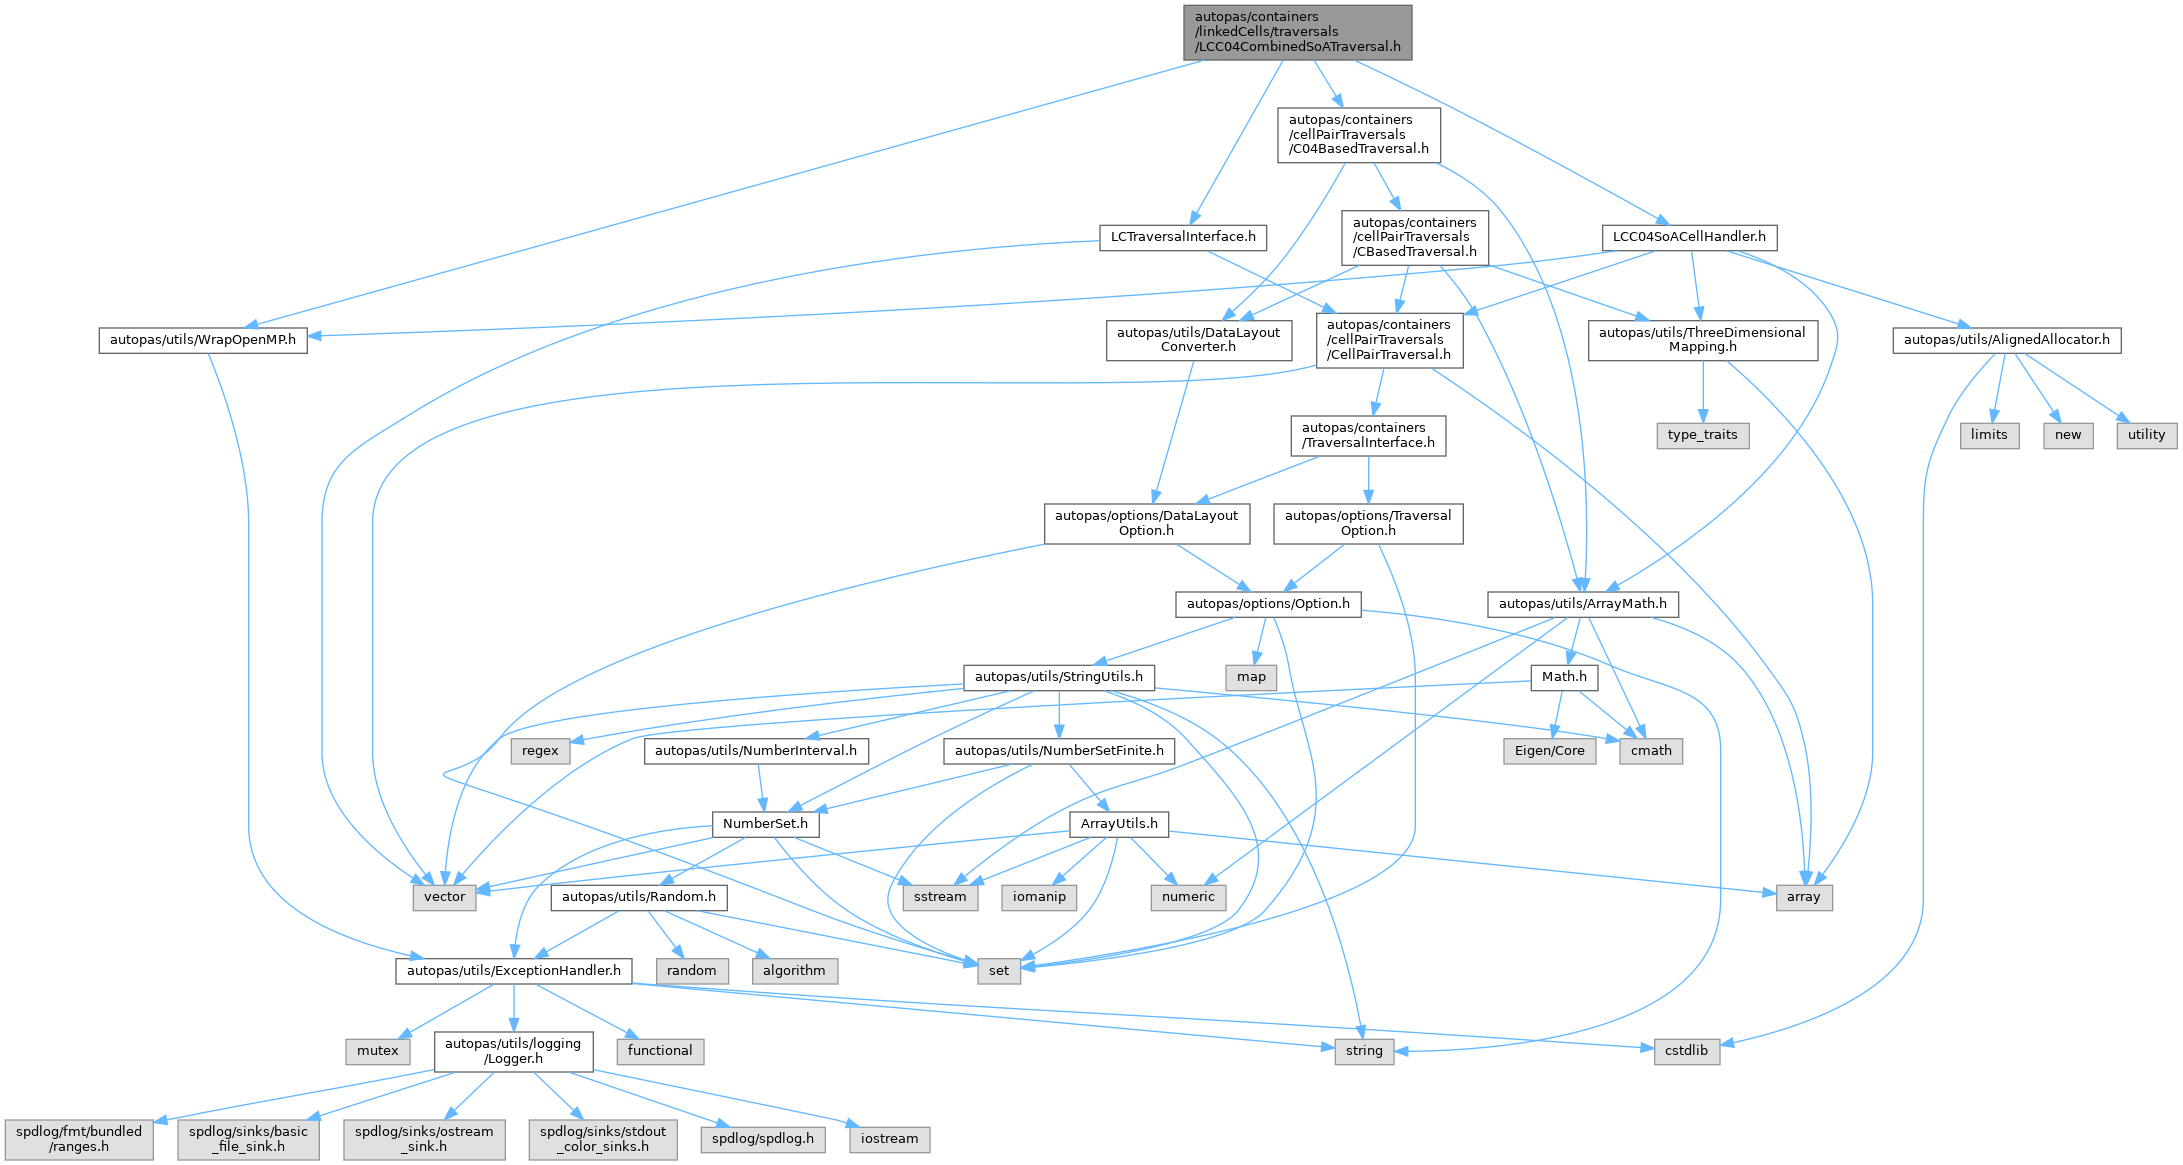 autopas/containers
/linkedCells/traversals
/LCC04CombinedSoATraversal.h
autopas/containers
/cellPairTraversals
/C04BasedTraversal.h
LCTraversalInterface.h
autopas/containers
/cellPairTraversals
/CBasedTraversal.h
LCC04SoACellHandler.h
autopas/utils/WrapOpenMP.h
autopas/utils/DataLayout
Converter.h
autopas/containers
/cellPairTraversals
/CellPairTraversal.h
autopas/utils/ThreeDimensional
Mapping.h
autopas/utils/AlignedAllocator.h
autopas/containers
/TraversalInterface.h
type_traits
limits
new
utility
autopas/options/DataLayout
Option.h
autopas/options/Traversal
Option.h
autopas/options/Option.h
autopas/utils/ArrayMath.h
autopas/utils/StringUtils.h
map
Math.h
regex
autopas/utils/NumberInterval.h
autopas/utils/NumberSetFinite.h
Eigen/Core
cmath
NumberSet.h
ArrayUtils.h
vector
autopas/utils/Random.h
sstream
iomanip
numeric
array
autopas/utils/ExceptionHandler.h
random
algorithm
set
mutex
autopas/utils/logging
/Logger.h
functional
string
cstdlib
spdlog/fmt/bundled
/ranges.h
spdlog/sinks/basic
_file_sink.h
spdlog/sinks/ostream
_sink.h
spdlog/sinks/stdout
_color_sinks.h
spdlog/spdlog.h
iostream